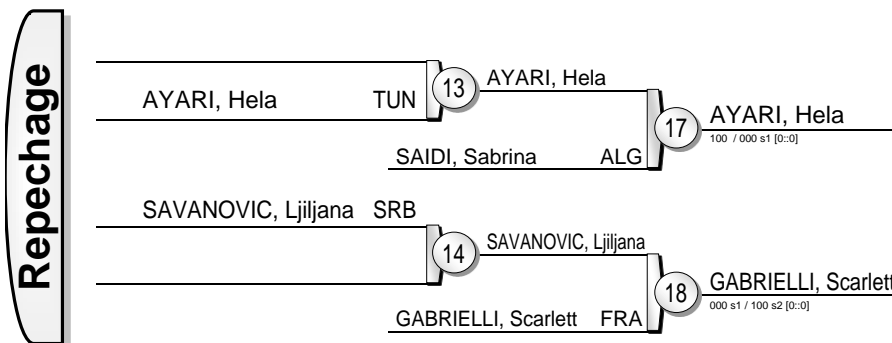 Repechage
AYARI, Hela TUN
13
AYARI, Hela
17
AYARI, Hela
100 / 000 s1 [0::0]
SAIDI, Sabrina ALG
SAVANOVIC, Ljiljana SRB
14
SAVANOVIC, Ljiljana
18
GABRIELLI, Scarlett
000 s1 / 100 s2 [0::0]
GABRIELLI, Scarlett FRA